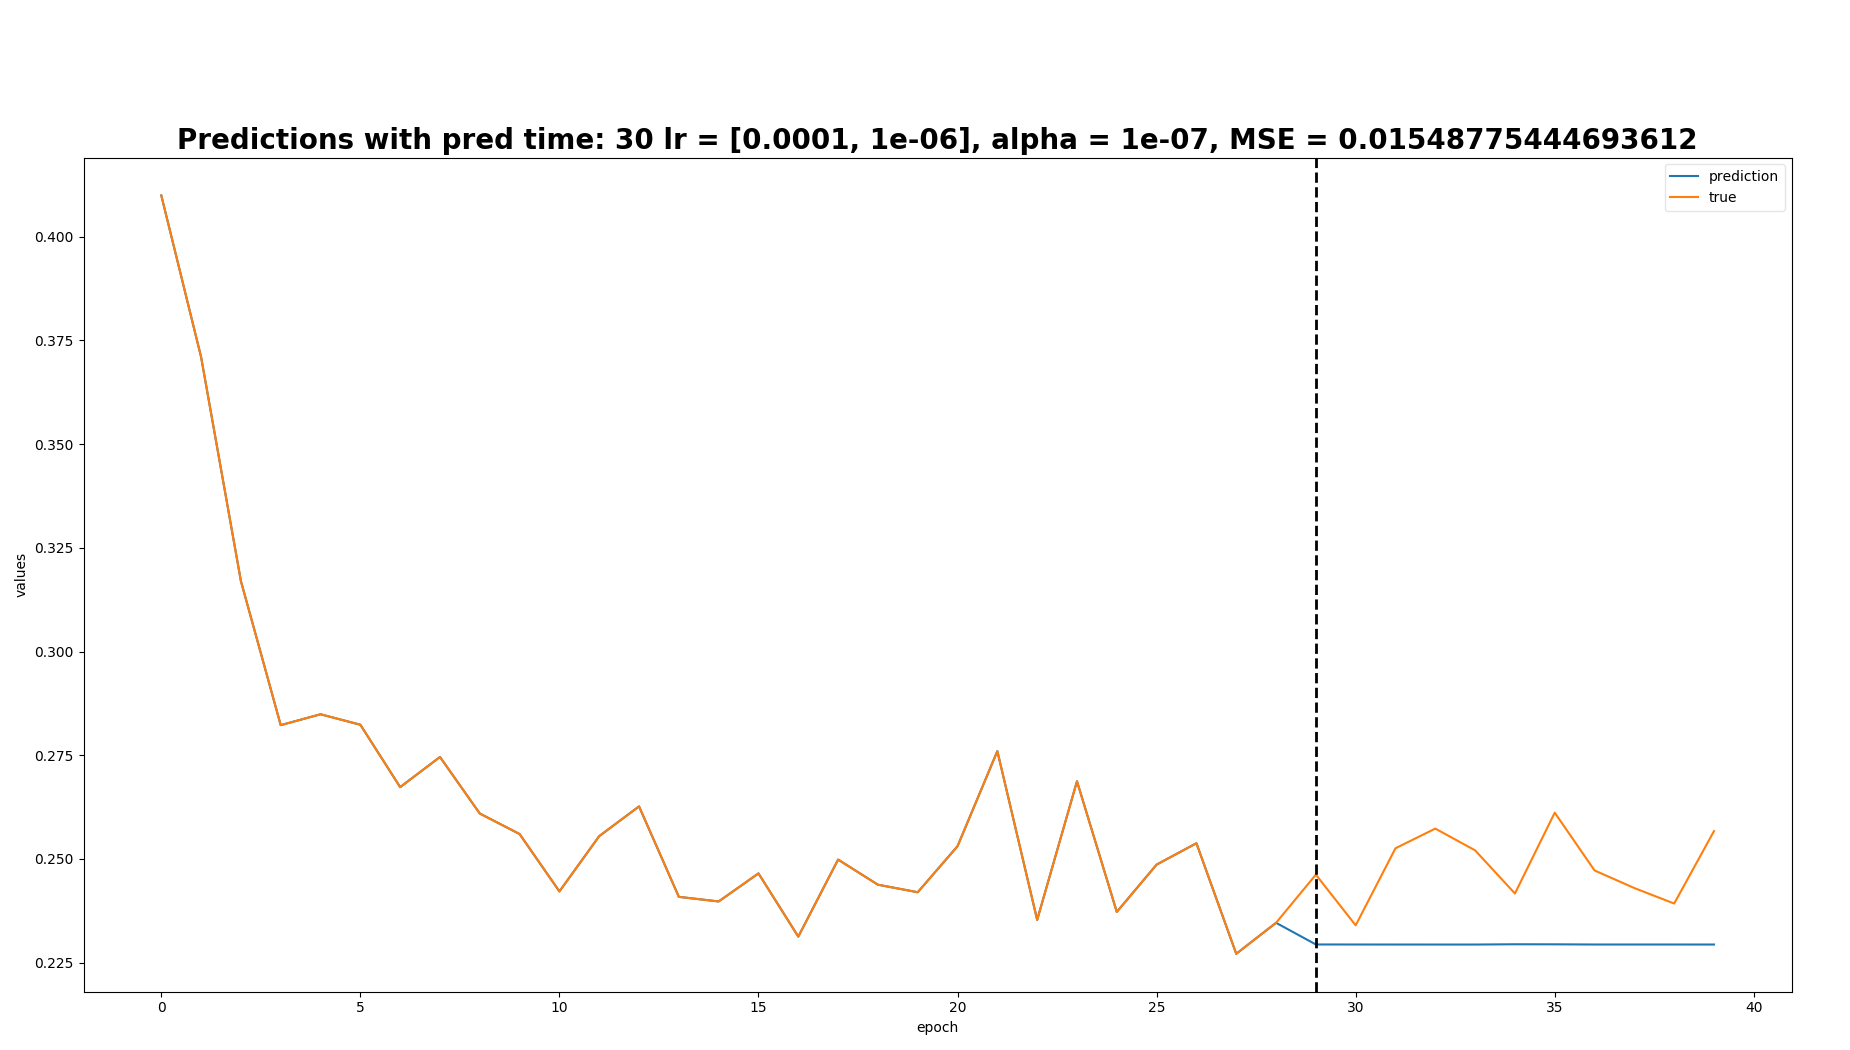 Predictions with pred time: 30 lr = [0.0001, 1e-06], alpha = 1e-07, MSE = 0.01548775444693612
prediction
true
0.400
0.375
0.350
0.325
0.300
0.275
0.250
0.225
values
0 5 10 15 20 25 30 35 40
epoch